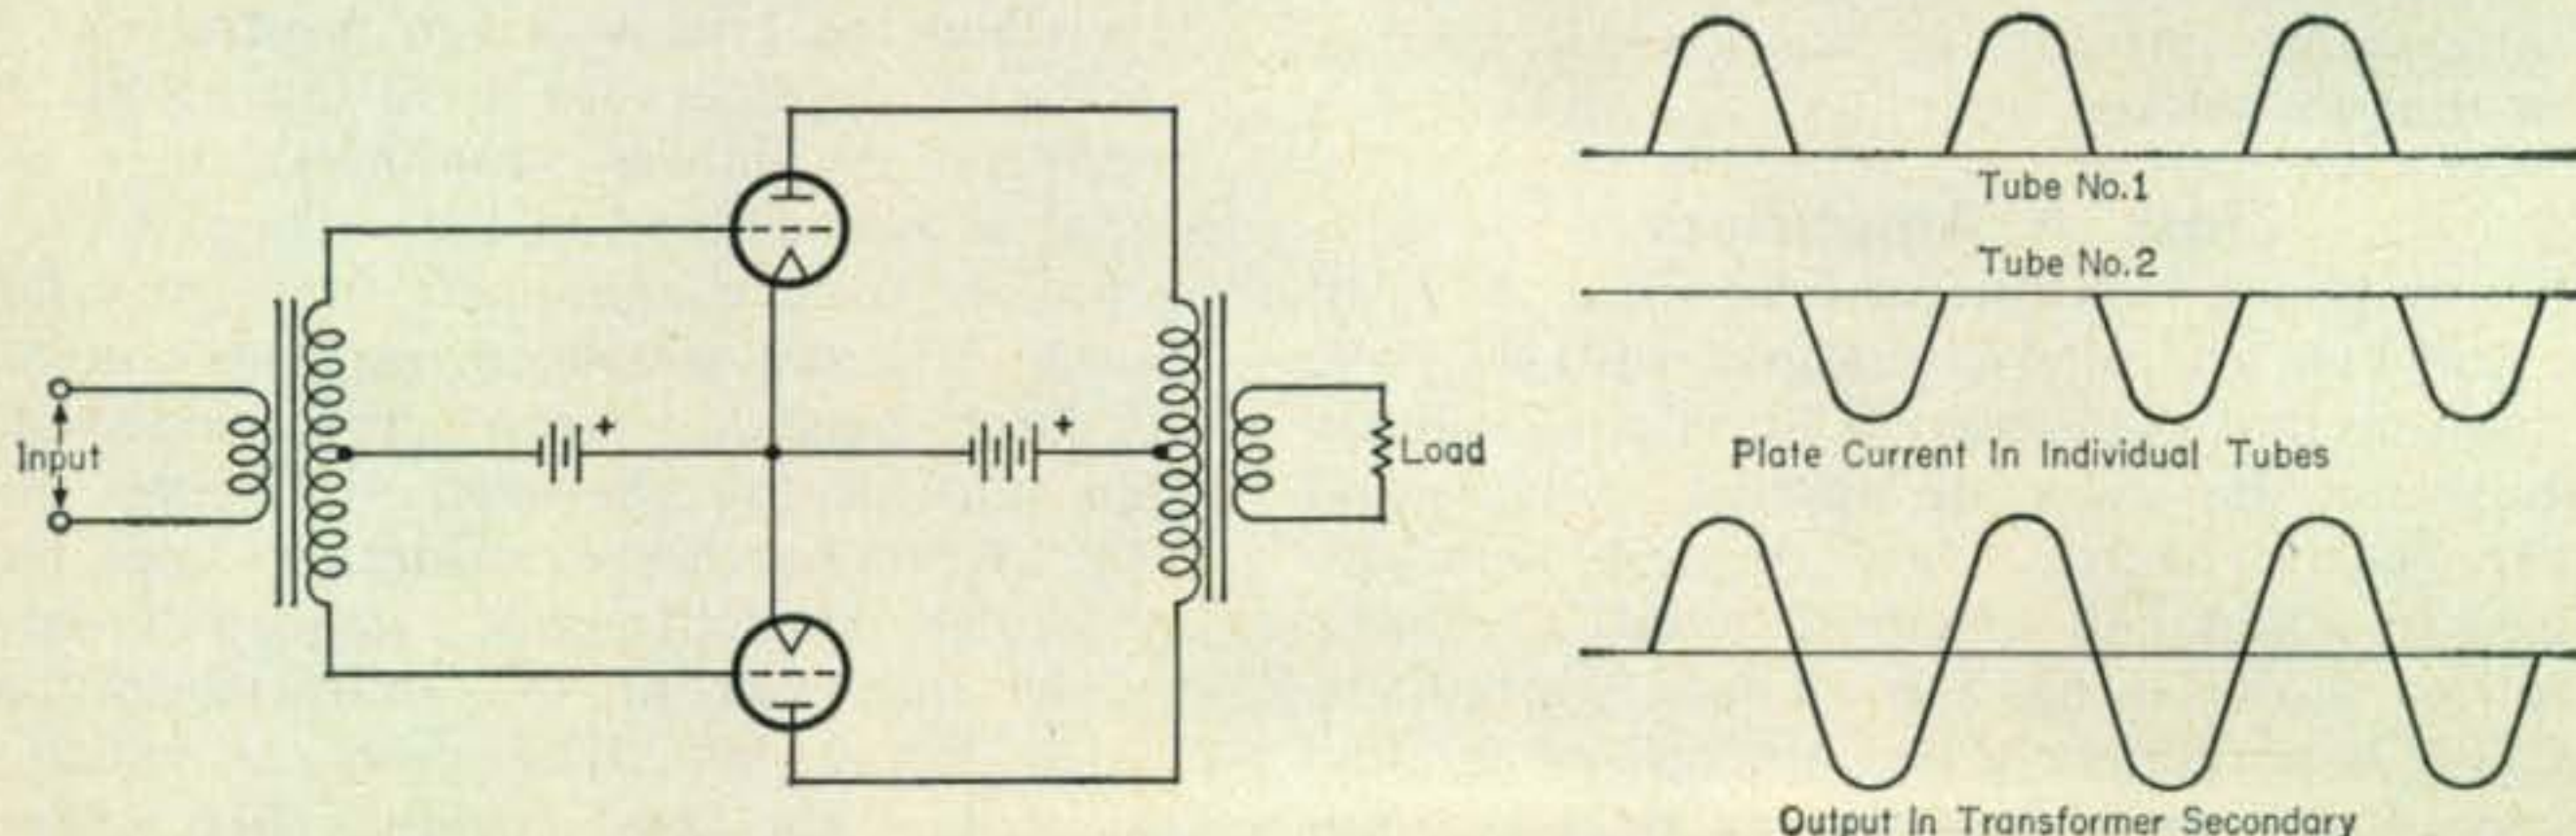 Input
+
+
Load
Tube No.1
Tube No.2
Plate Current In Individual Tubes
Output In Transformer Secondary